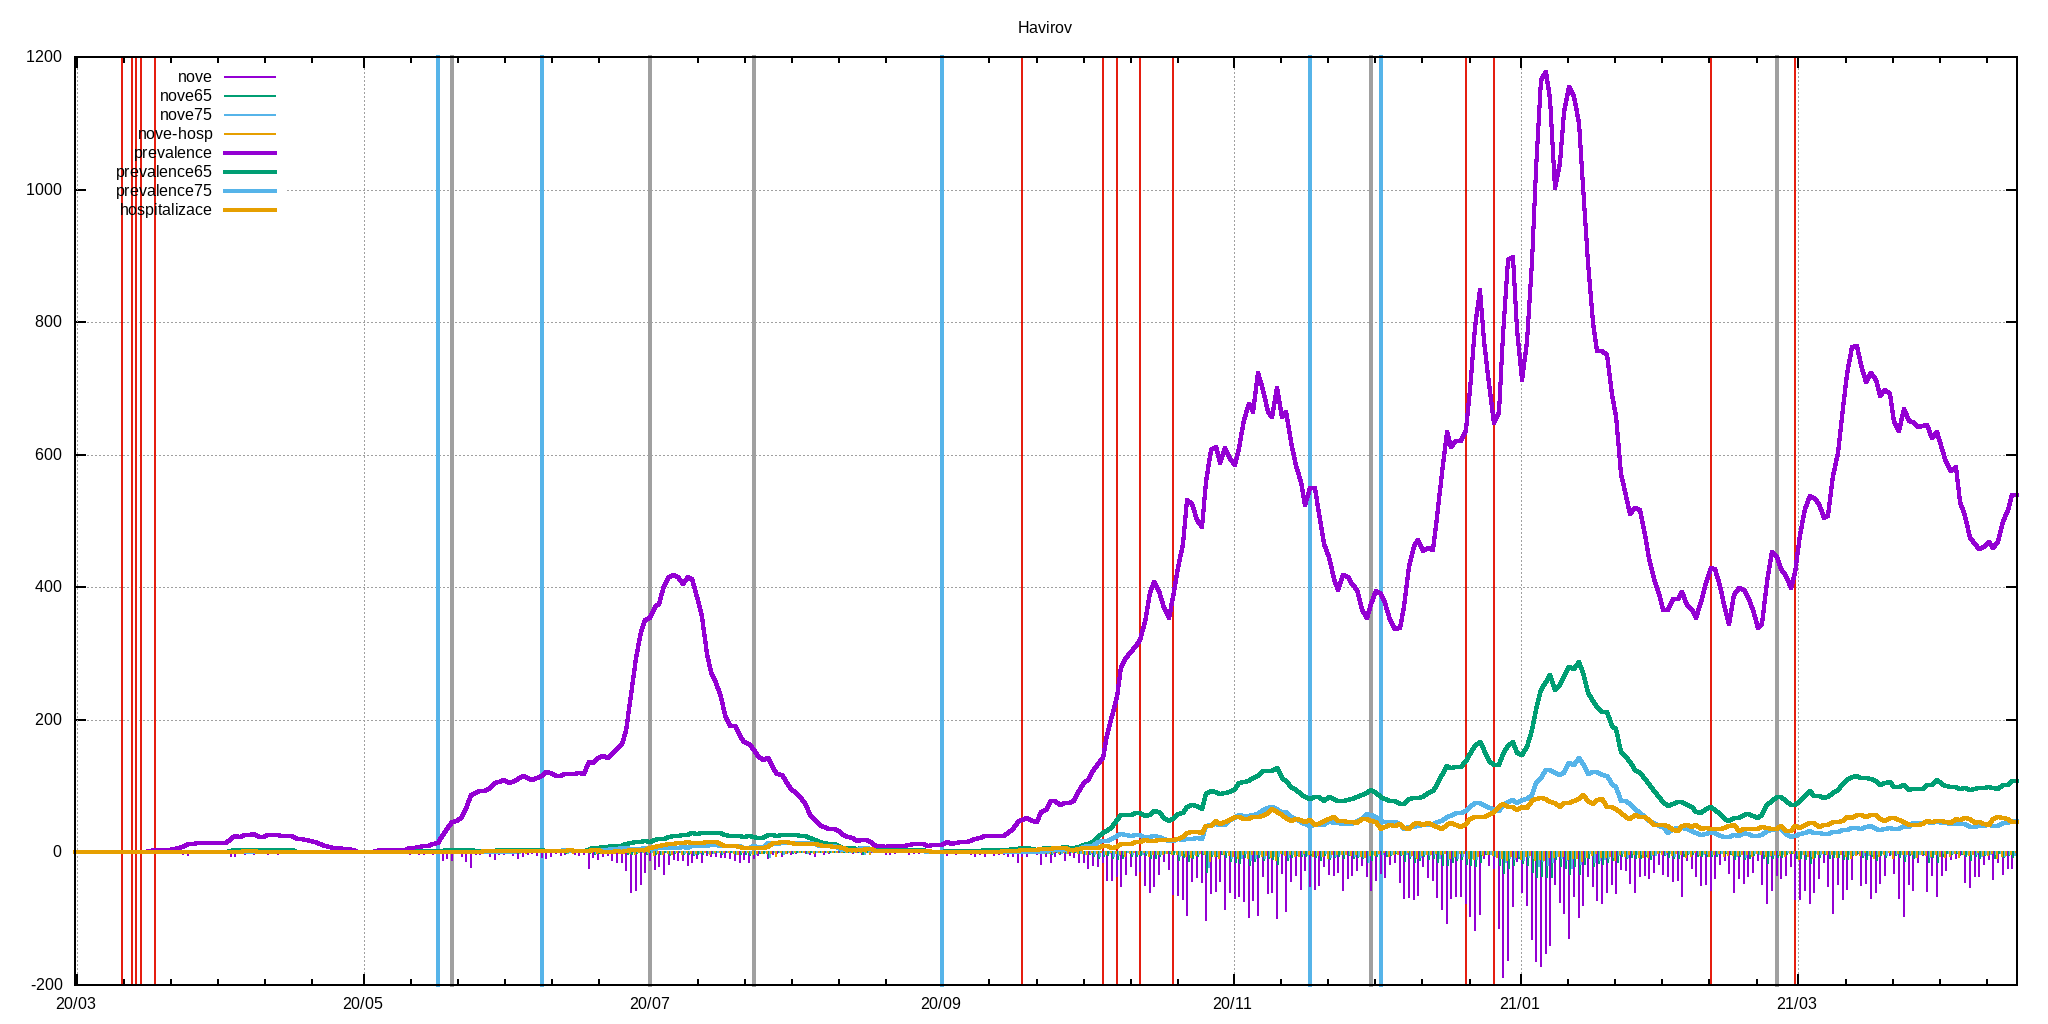 Havirov
1200
1000
800
600
400
200
0
-200
nove
nove65
nove75
nove-hosp
prevalence
prevalence65
prevalence75
hospitalizace
20/03 20/05 20/07 20/09 20/11 21/01 21/03